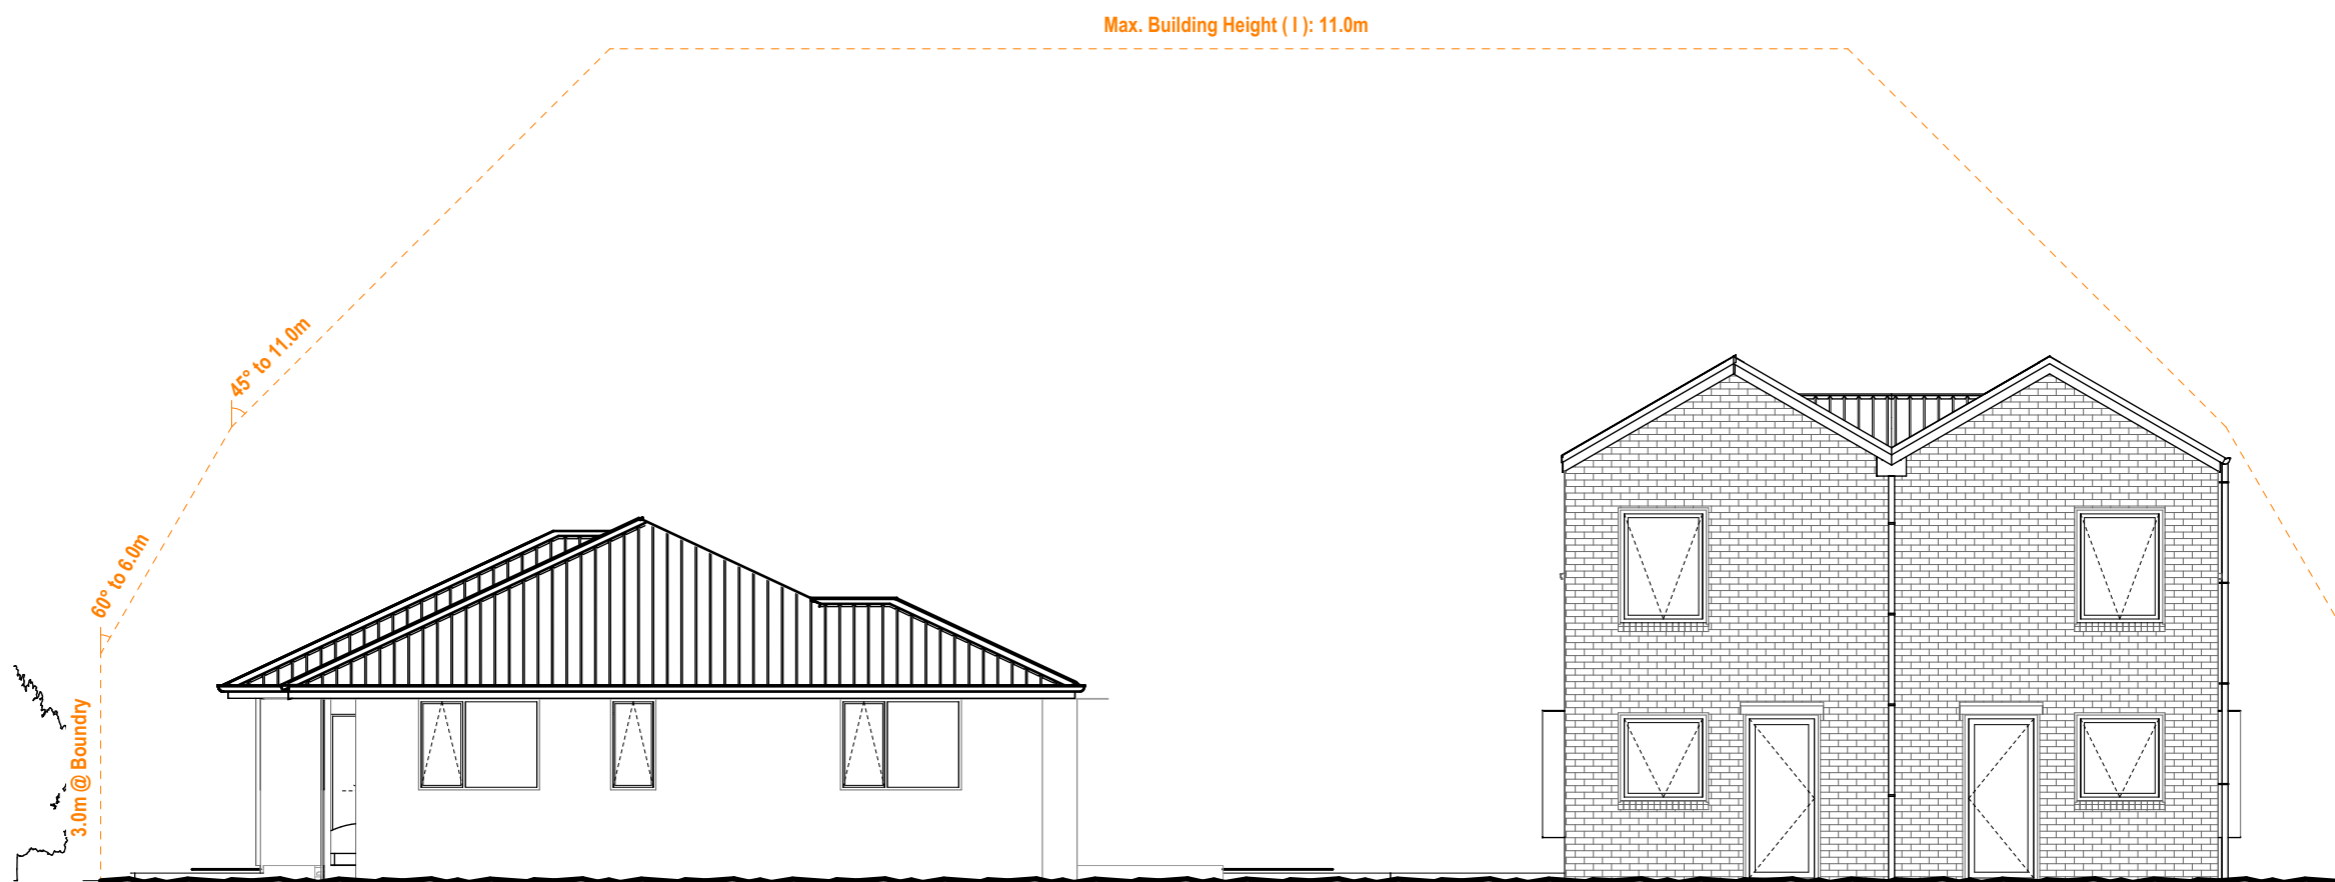 Max. Building Height ( I ): 11.0m
45° to 11.0m
60° to 6.0m
3.0m @ Boundry